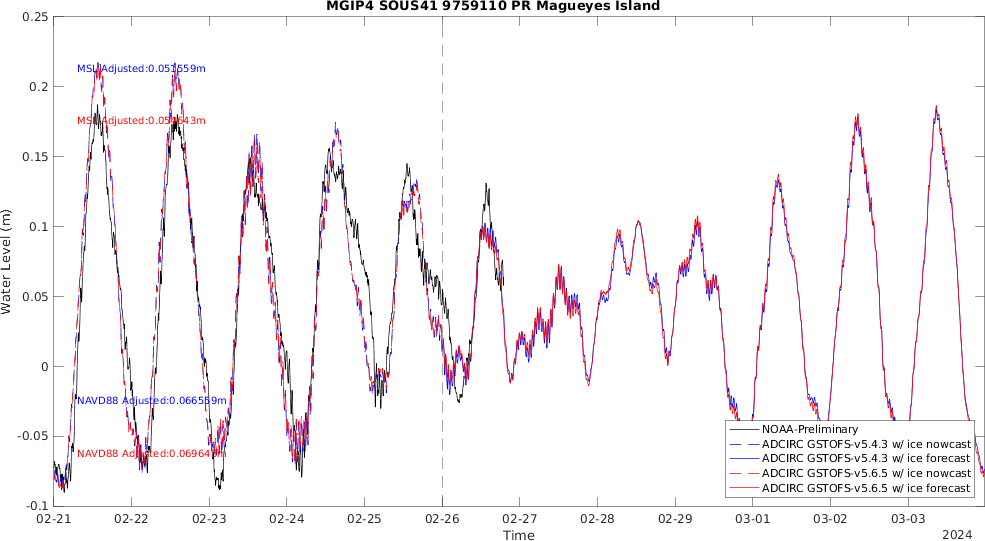 MGIP4 SOUS41 9759110 PR Magueyes Island
0.25
0.2
0.15
0.1
0.05
0
-0.05
-0.1
Water Level (m)
MSL Adjusted:0.051559m
MSL Adjusted:0.054643m
NAVD88 Adjusted:0.066559m
NAVD88 Adjusted:0.069643m
NOAA-Preliminary
ADCIRC GSTOFS-v5.4.3 w/ ice nowcast
ADCIRC GSTOFS-v5.4.3 w/ ice forecast
ADCIRC GSTOFS-v5.6.5 w/ ice nowcast
ADCIRC GSTOFS-v5.6.5 w/ ice forecast
02-21 02-22 02-23 02-24 02-25 02-26 02-27 02-28 02-29 03-01 03-02 03-03
Time
2024